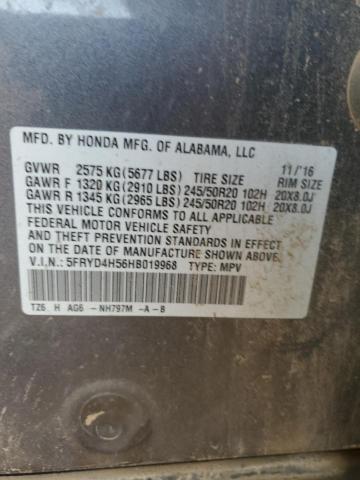 MFD. BY HONDA MFG. OF ALABAMA, LLC
11/'16
GVWR 2575 KG (5677 LBS) TIRE SIZE RIM SIZE
GAWR F 1320 KG (2910 LBS) 245/50R20 102H 20X8.0J
GAWR R 1345 KG (2965 LBS) 245/50R20 102H 20X8.0J
THIS VEHICLE CONFORMS TO ALL APPLICABLE
FEDERAL MOTOR VEHICLE SAFETY
AND THEFT PREVENTION STANDARDS IN EFFECT
ON THE DATE OF MANUFACTURE SHOWN ABOVE.
V.I.N.: 5FRYD4H56HB019968 TYPE: MPV
TZ6 H AG6 -NH797M -A-B